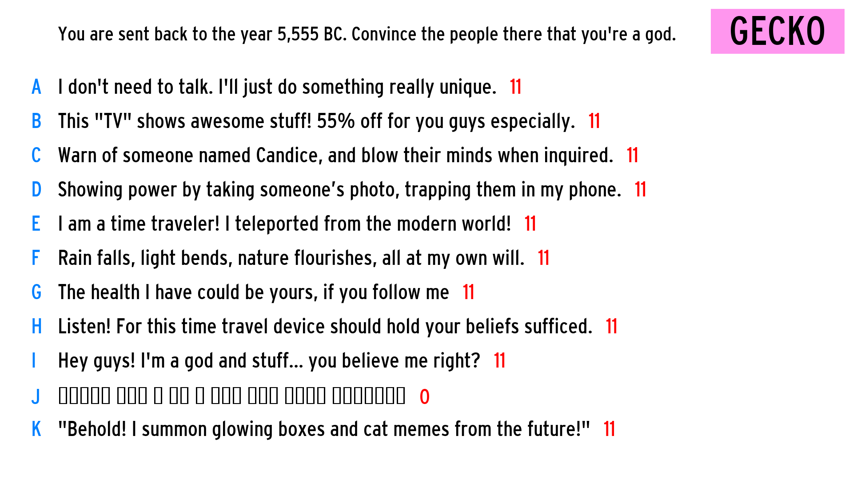 You are sent back to the year 5,555 BC. Convince the people there that you're a god.
GECKO
A I don't need to talk. I'll just do something really unique. 11
B This "TV" shows awesome stuff! 55% off for you guys especially. 11
C Warn of someone named Candice, and blow their minds when inquired. 11
D Showing power by taking someone’s photo, trapping them in my phone. 11
E I am a time traveler! I teleported from the modern world! 11
F Rain falls, light bends, nature flourishes, all at my own will. 11
G The health I have could be yours, if you follow me 11
H Listen! For this time travel device should hold your beliefs sufficed. 11
I Hey guys! I'm a god and stuff... you believe me right? 11
J 0
K "Behold! I summon glowing boxes and cat memes from the future!" 11